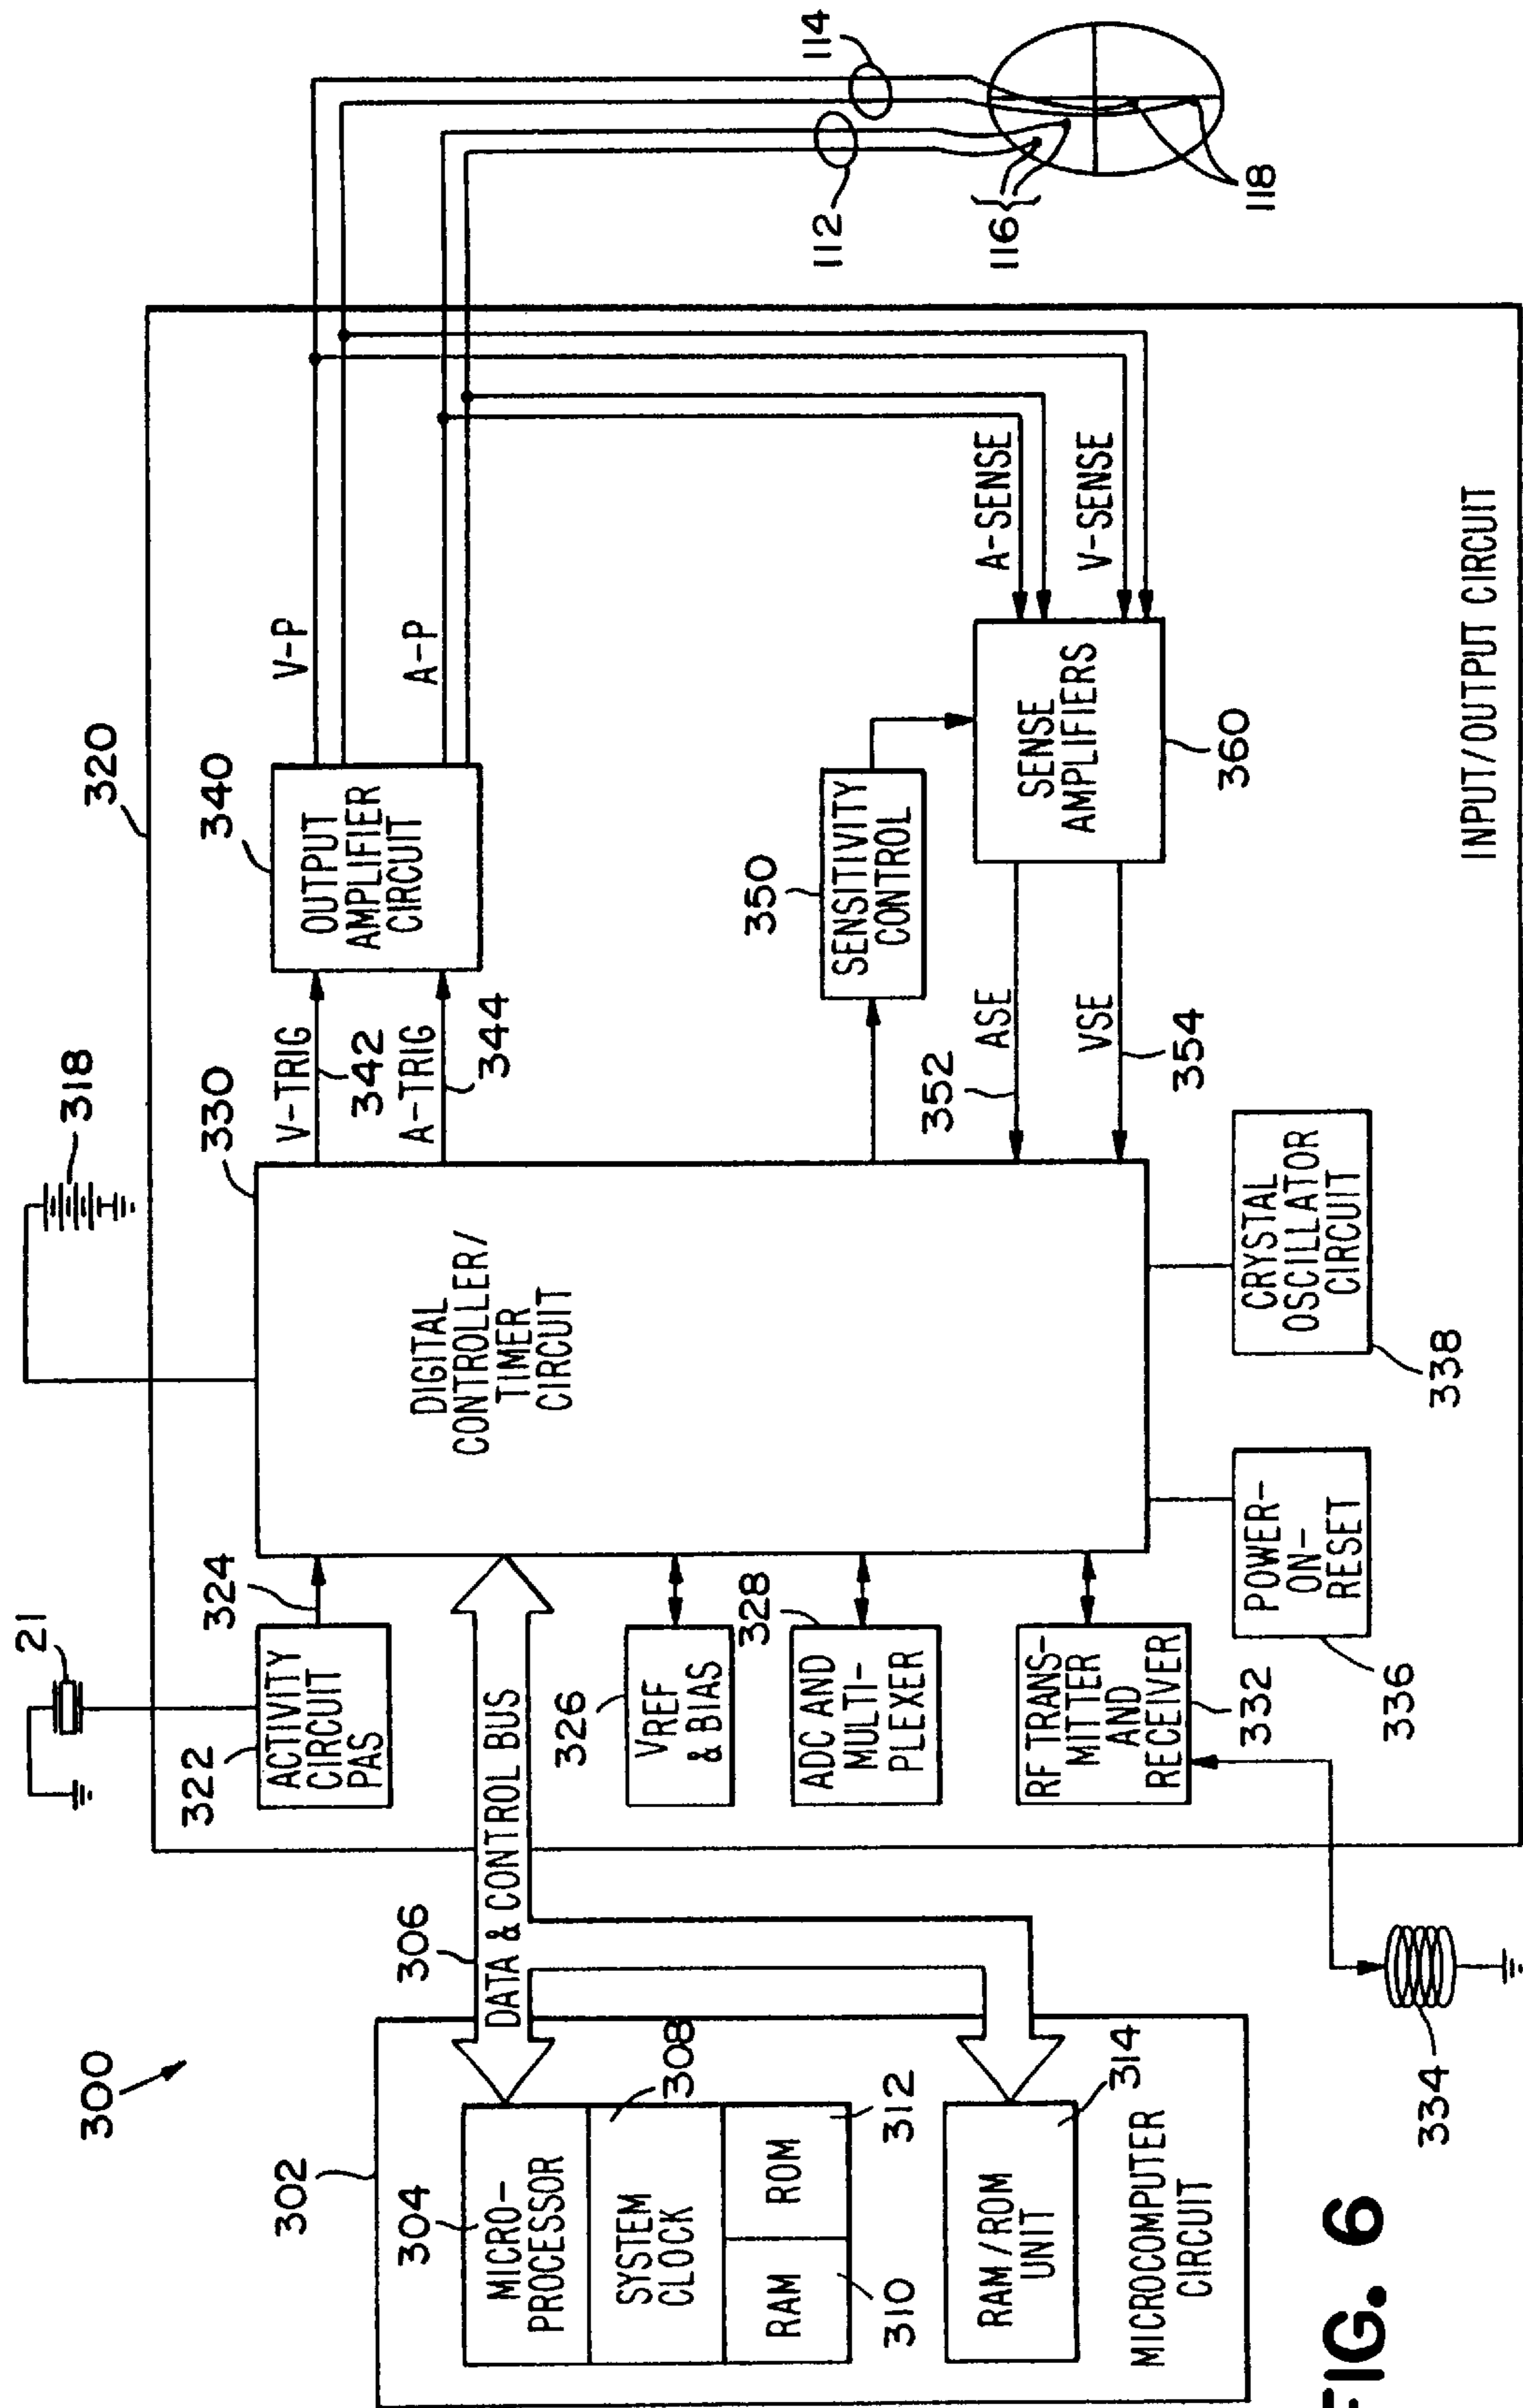 300
302
304
MICRO-
PROCESSOR
SYSTEM
CLOCK
308
RAM
ROM
310
312
RAM/ROM
UNIT
314
MICROCOMPUTER
CIRCUIT
306
DATA & CONTROL BUS
21
322
ACTIVITY
CIRCUIT
PAS
324
326
VREF
& BIAS
328
ADC AND
MULTI-
PLEXER
RF TRANS-
MITTER
AND
RECEIVER
332
334
336
POWER-
ON-
RESET
338
CRYSTAL
OSCILLATOR
CIRCUIT
318
320
330
DIGITAL
CONTROLLER/
TIMER
CIRCUIT
V-TRIG
342
A-TRIG
344
340
OUTPUT
AMPLIFIER
CIRCUIT
V-P
A-P
350
SENSITIVITY
CONTROL
352
ASE
VSE
354
SENSE
AMPLIFIERS
360
A-SENSE
V-SENSE
INPUT/OUTPUT CIRCUIT
112
114
116
118
FIG. 6